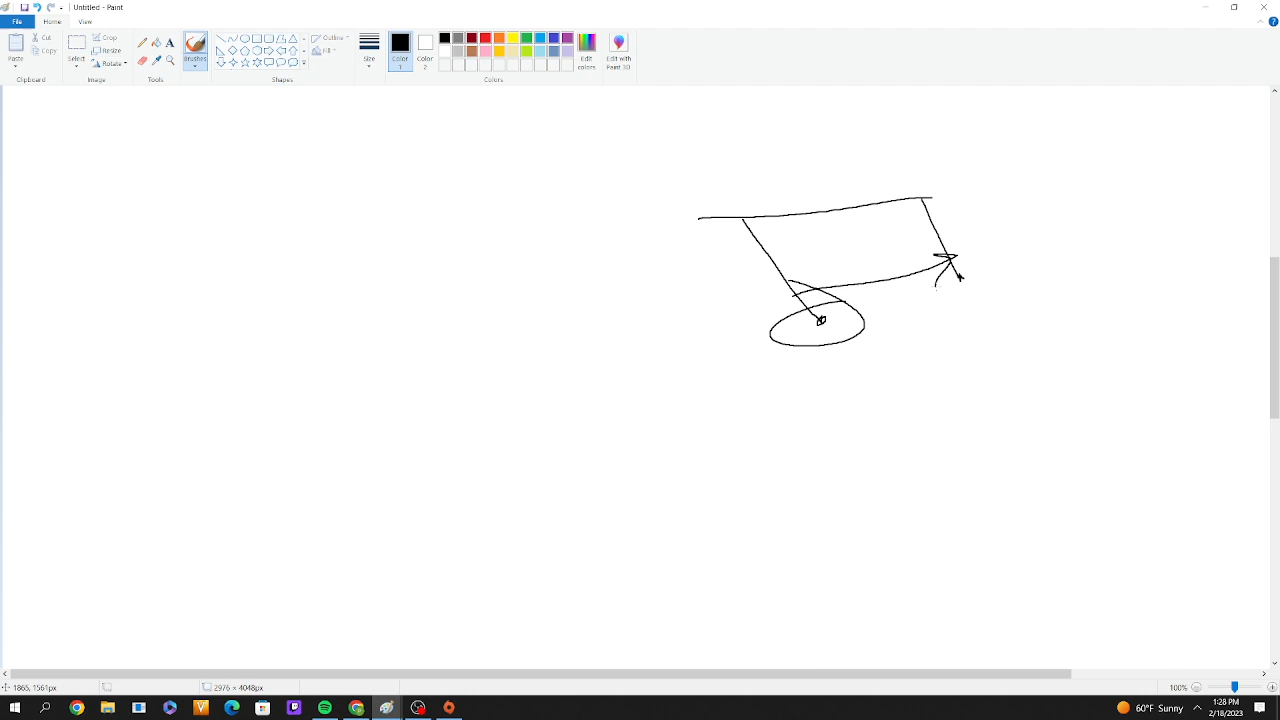 Untitled - Paint
File Home View
Paste
Cut
Copy
Clipboard
Select
Crop
Resize
Rotate
Image
A
Tools
Brushes
Outline
Fill
Shapes
Size
Color 1
Color 2
Edit colors
Colors
Edit with Paint 3D
1865, 1561px
2976 × 4048px
100%
60°F Sunny
1:28 PM
2/18/2023